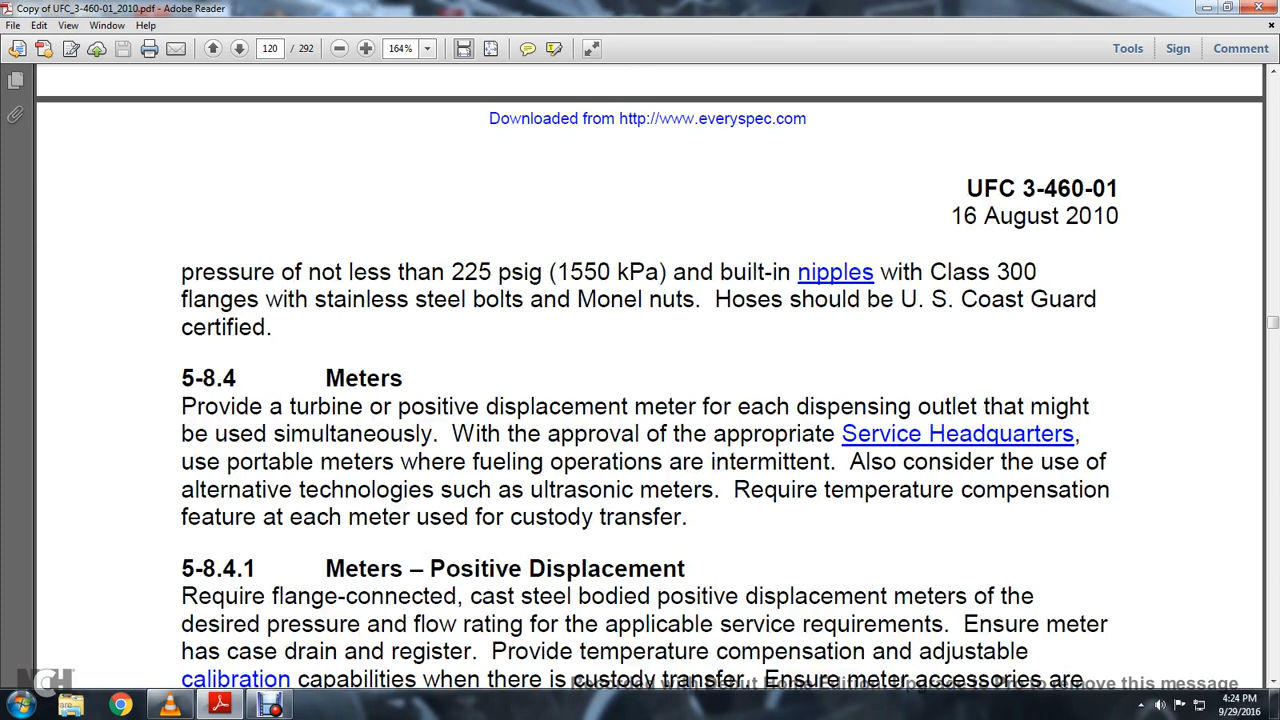 Copy of UFC_3-460-01_2010.pdf - Adobe Reader
File Edit View Window Help
120 / 292 164% Tools Sign Comment
Downloaded from http://www.everyspec.com
UFC 3-460-01
16 August 2010
pressure of not less than 225 psig (1550 kPa) and built-in nipples with Class 300
flanges with stainless steel bolts and Monel nuts. Hoses should be U. S. Coast Guard
certified.
5-8.4 Meters
Provide a turbine or positive displacement meter for each dispensing outlet that might
be used simultaneously. With the approval of the appropriate Service Headquarters,
use portable meters where fueling operations are intermittent. Also consider the use of
alternative technologies such as ultrasonic meters. Require temperature compensation
feature at each meter used for custody transfer.
5-8.4.1 Meters – Positive Displacement
Require flange-connected, cast steel bodied positive displacement meters of the
desired pressure and flow rating for the applicable service requirements. Ensure meter
has case drain and register. Provide temperature compensation and adjustable
calibration capabilities when there is custody transfer. Ensure meter accessories are
NCH
remove this message
4:24 PM
9/29/2016